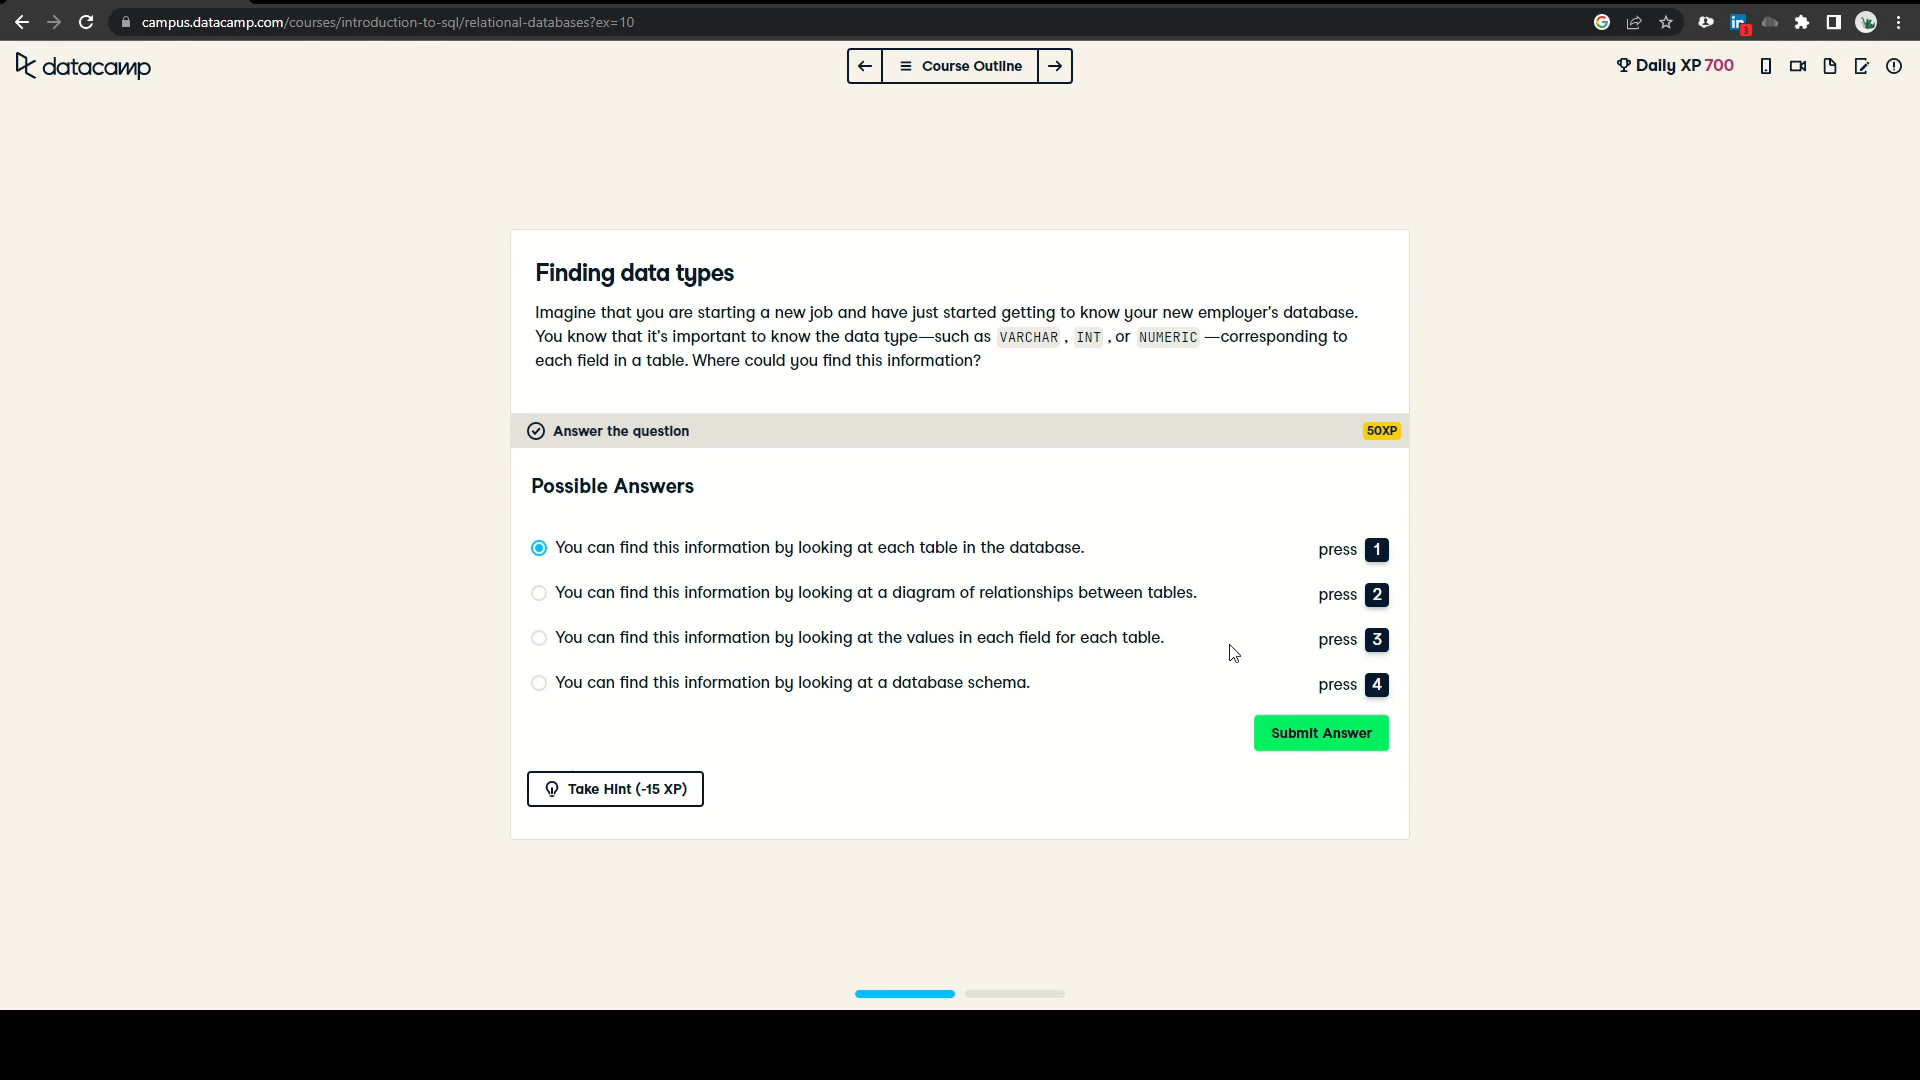 campus.datacamp.com/courses/introduction-to-sql/relational-databases?ex=10
in
3
datacamp
Course Outline
Daily XP 700
Finding data types
Imagine that you are starting a new job and have just started getting to know your new employer's database.
You know that it's important to know the data type—such as VARCHAR, INT, or NUMERIC—corresponding to
each field in a table. Where could you find this information?
Answer the question
50XP
Possible Answers
You can find this information by looking at each table in the database.
press 1
You can find this information by looking at a diagram of relationships between tables.
press 2
You can find this information by looking at the values in each field for each table.
press 3
You can find this information by looking at a database schema.
press 4
Submit Answer
Take Hint (-15 XP)